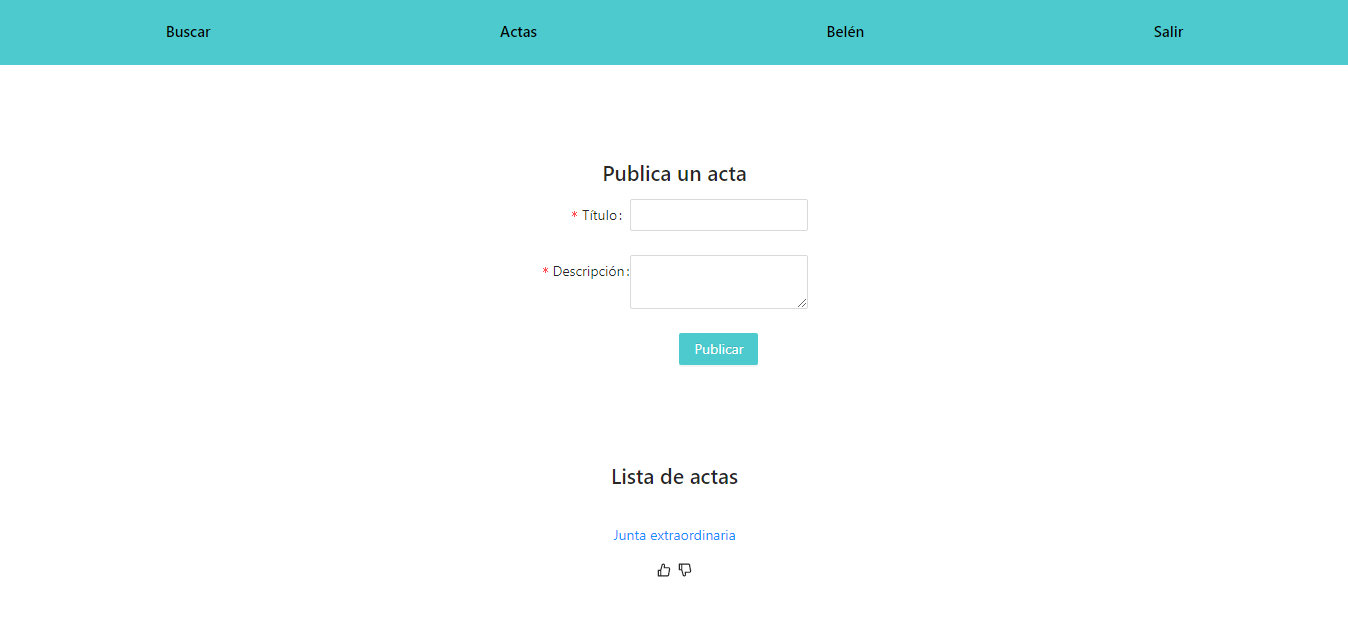 Buscar Actas Belén Salir
Publica un acta
* Título:
* Descripción:
Publicar
Lista de actas
Junta extraordinaria